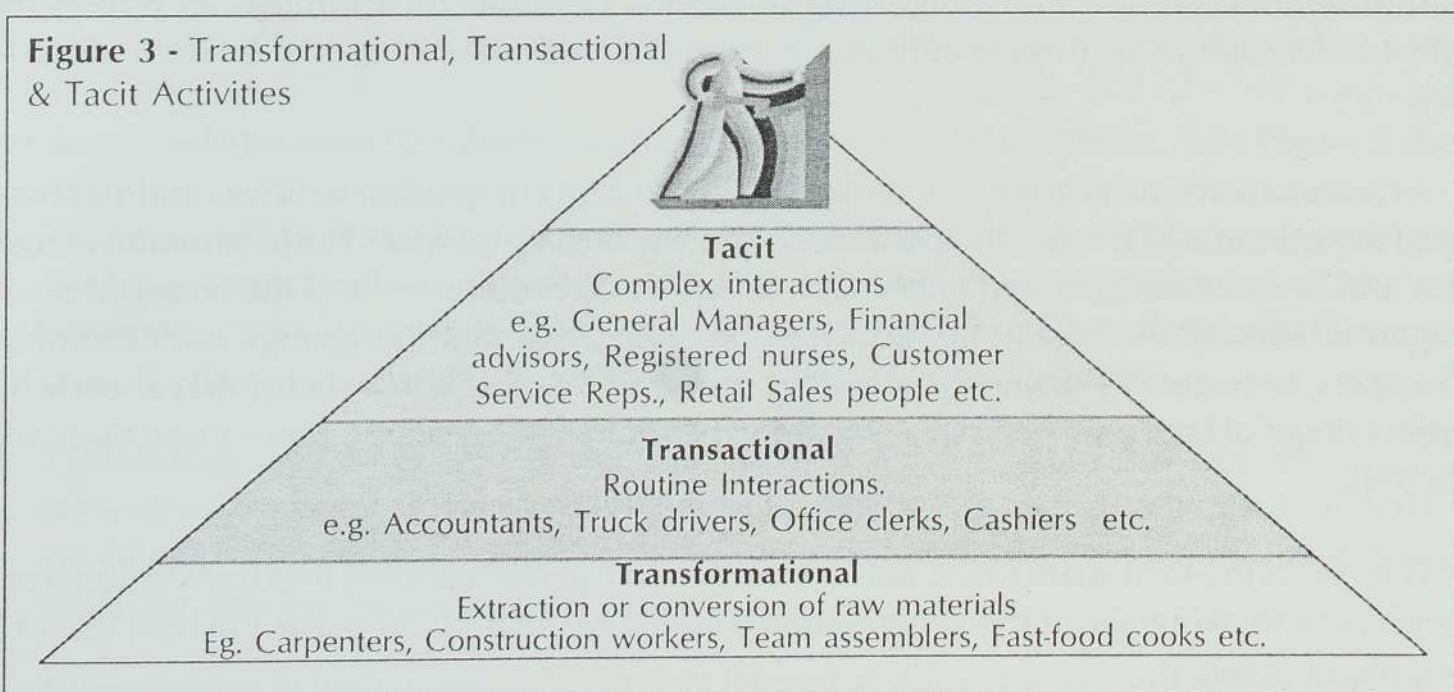 Figure 3 - Transformational, Transactional
& Tacit Activities
Tacit
Complex interactions
e.g. General Managers, Financial
advisors, Registered nurses, Customer
Service Reps., Retail Sales people etc.
Transactional
Routine Interactions.
e.g. Accountants, Truck drivers, Office clerks, Cashiers etc.
Transformational
Extraction or conversion of raw materials
Eg. Carpenters, Construction workers, Team assemblers, Fast-food cooks etc.